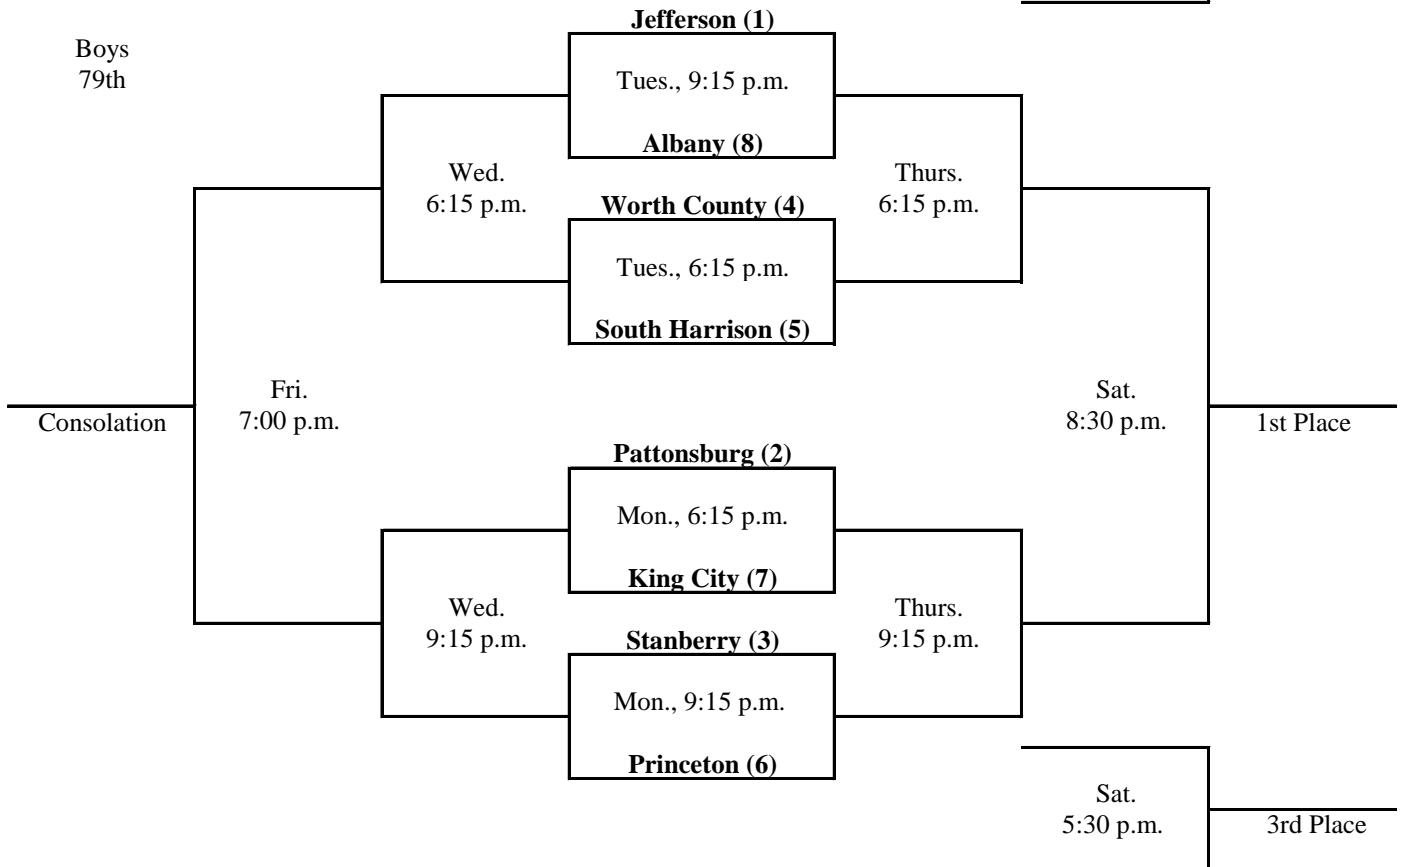 Jefferson (1)
Boys
79th
Tues., 9:15 p.m.
Albany (8)
Wed.
6:15 p.m.
Thurs.
6:15 p.m.
Worth County (4)
Tues., 6:15 p.m.
South Harrison (5)
Fri.
7:00 p.m.
Sat.
8:30 p.m.
Consolation
1st Place
Pattonsburg (2)
Mon., 6:15 p.m.
King City (7)
Wed.
9:15 p.m.
Thurs.
9:15 p.m.
Stanberry (3)
Mon., 9:15 p.m.
Princeton (6)
Sat.
5:30 p.m.
3rd Place